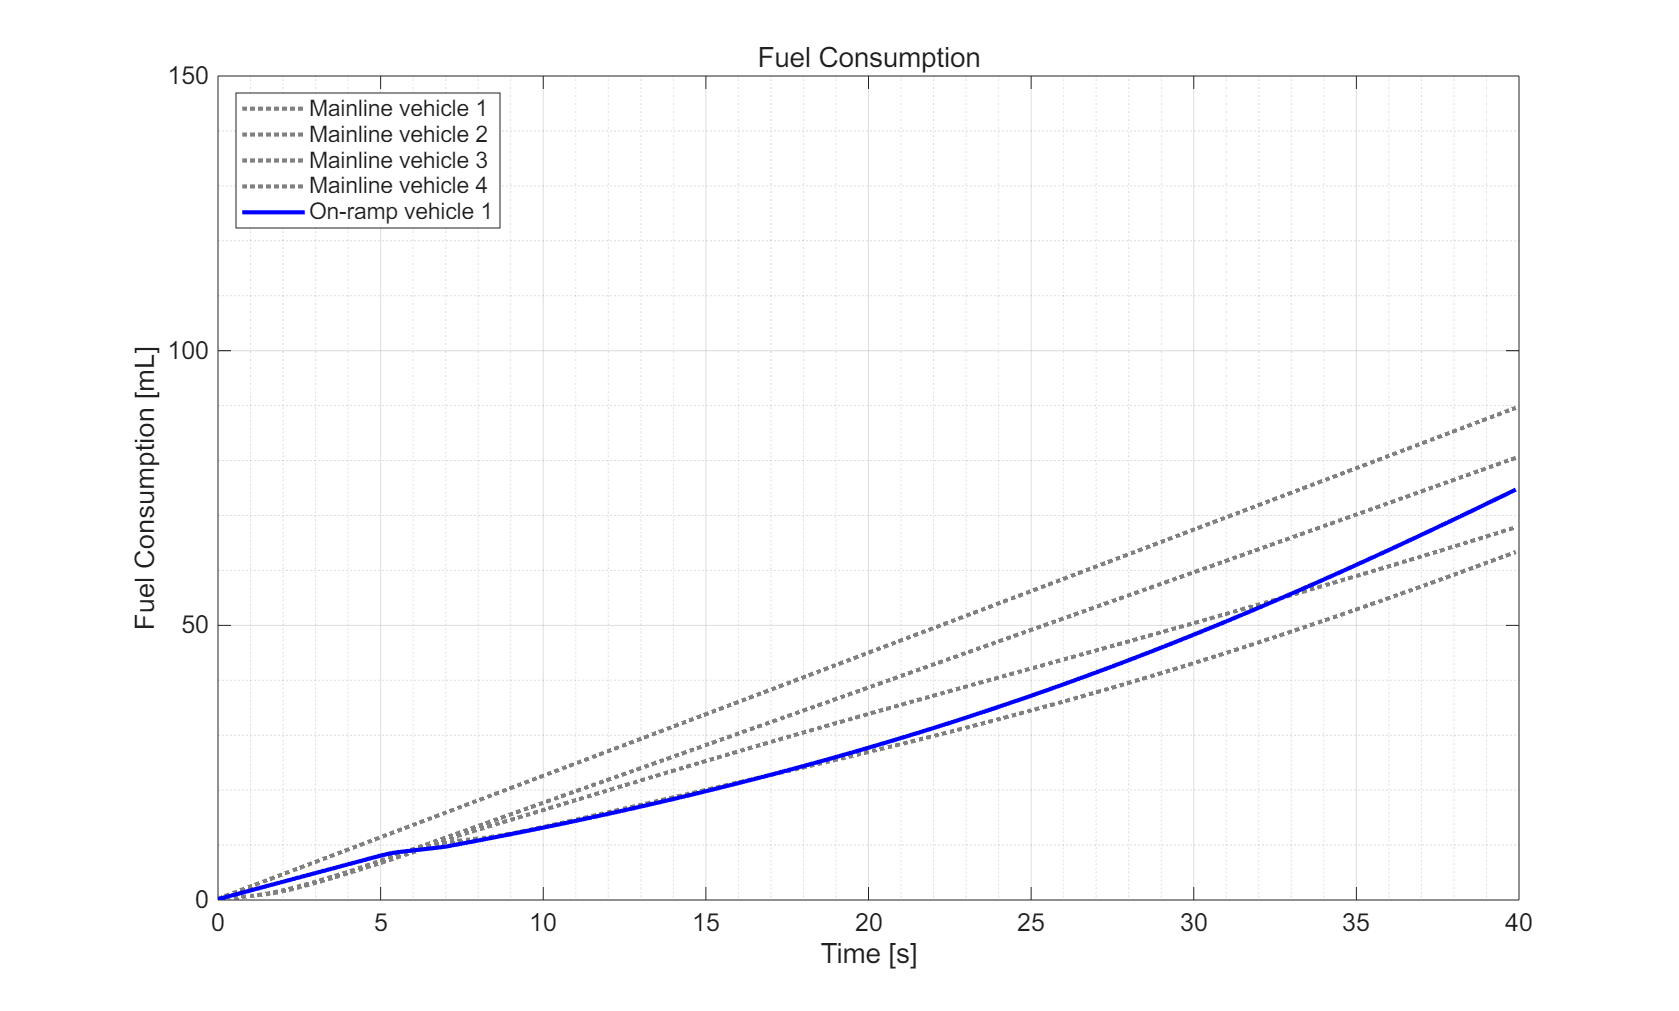 Fuel Consumption
150
100
50
0
Fuel Consumption [mL]
Mainline vehicle 1
Mainline vehicle 2
Mainline vehicle 3
Mainline vehicle 4
On-ramp vehicle 1
0 5 10 15 20 25 30 35 40
Time [s]